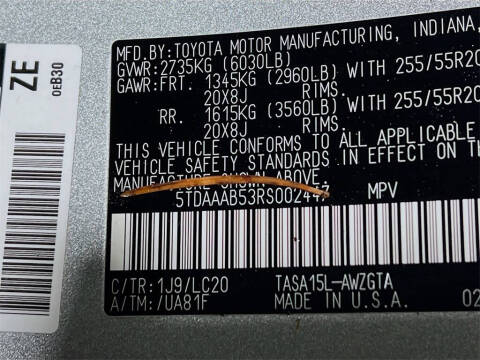 ZE
0EB30
MFD.BY:TOYOTA MOTOR MANUFACTURING, INDIANA,
GVWR:2735KG (6030LB)
GAWR:FRT. 1345KG (2960LB) WITH 255/55R20
20X8J RIMS.
RR. 1615KG (3560LB) WITH 255/55R20
20X8J RIMS.
THIS VEHICLE CONFORMS TO ALL APPLICABLE
VEHICLE SAFETY STANDARDS IN EFFECT ON
MANUFACTURE SHOWN ABOVE.
5TDAAAB53RS002447 MPV
C/TR:1J9/LC20 TASA15L-AWZGTA
A/TM:/UA81F MADE IN U.S.A. 02